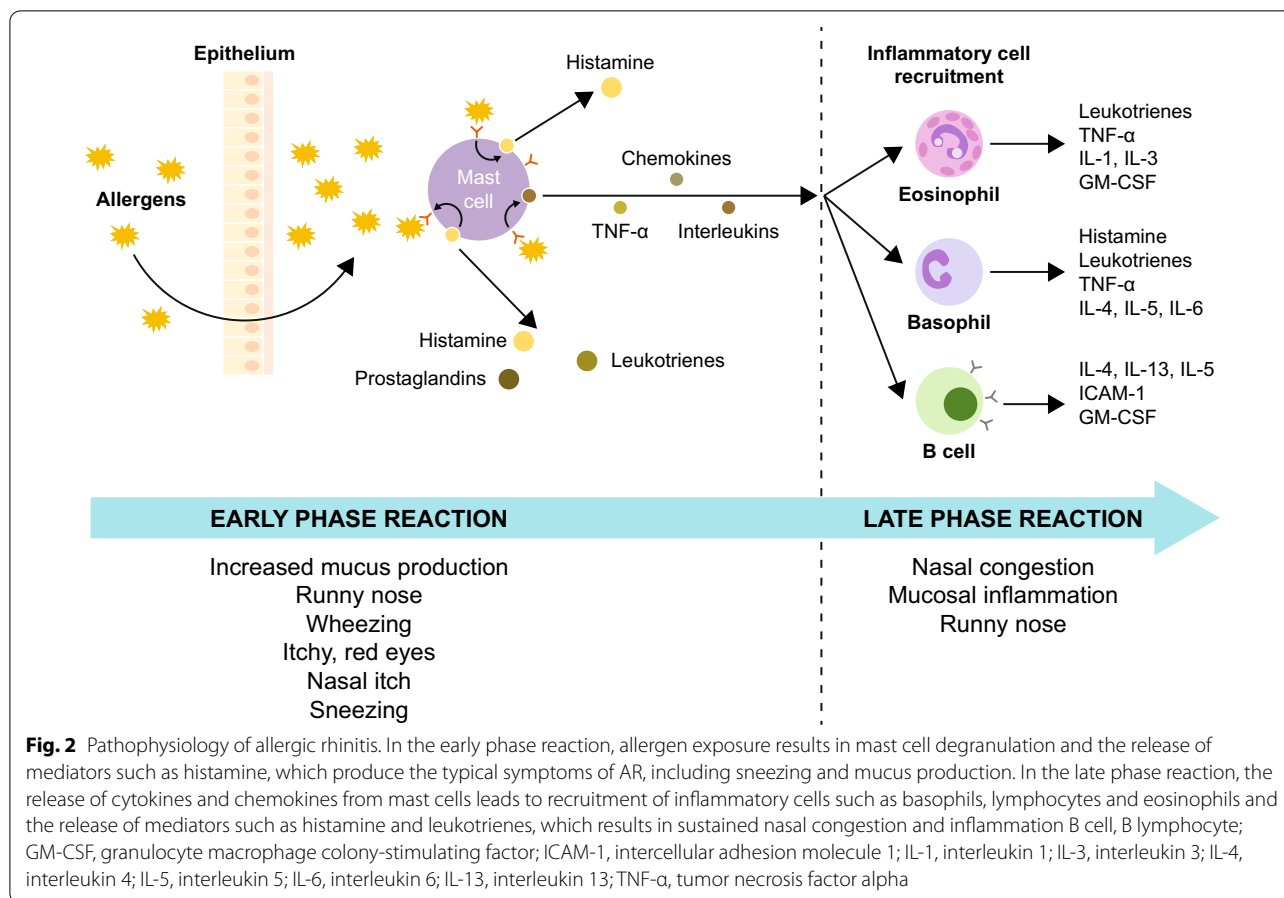 Epithelium
Allergens
Histamine
Mast
cell
Chemokines
TNF-α
Interleukins
Histamine
Prostaglandins
Leukotrienes
Inflammatory cell
recruitment
Eosinophil
Leukotrienes
TNF-α
IL-1, IL-3
GM-CSF
Basophil
Histamine
Leukotrienes
TNF-α
IL-4, IL-5, IL-6
B cell
IL-4, IL-13, IL-5
ICAM-1
GM-CSF
EARLY PHASE REACTION
Increased mucus production
Runny nose
Wheezing
Itchy, red eyes
Nasal itch
Sneezing
LATE PHASE REACTION
Nasal congestion
Mucosal inflammation
Runny nose
Fig. 2 Pathophysiology of allergic rhinitis. In the early phase reaction, allergen exposure results in mast cell degranulation and the release of
mediators such as histamine, which produce the typical symptoms of AR, including sneezing and mucus production. In the late phase reaction, the
release of cytokines and chemokines from mast cells leads to recruitment of inflammatory cells such as basophils, lymphocytes and eosinophils and
the release of mediators such as histamine and leukotrienes, which results in sustained nasal congestion and inflammation B cell, B lymphocyte;
GM-CSF, granulocyte macrophage colony-stimulating factor; ICAM-1, intercellular adhesion molecule 1; IL-1, interleukin 1; IL-3, interleukin 3; IL-4,
interleukin 4; IL-5, interleukin 5; IL-6, interleukin 6; IL-13, interleukin 13; TNF-α, tumor necrosis factor alpha